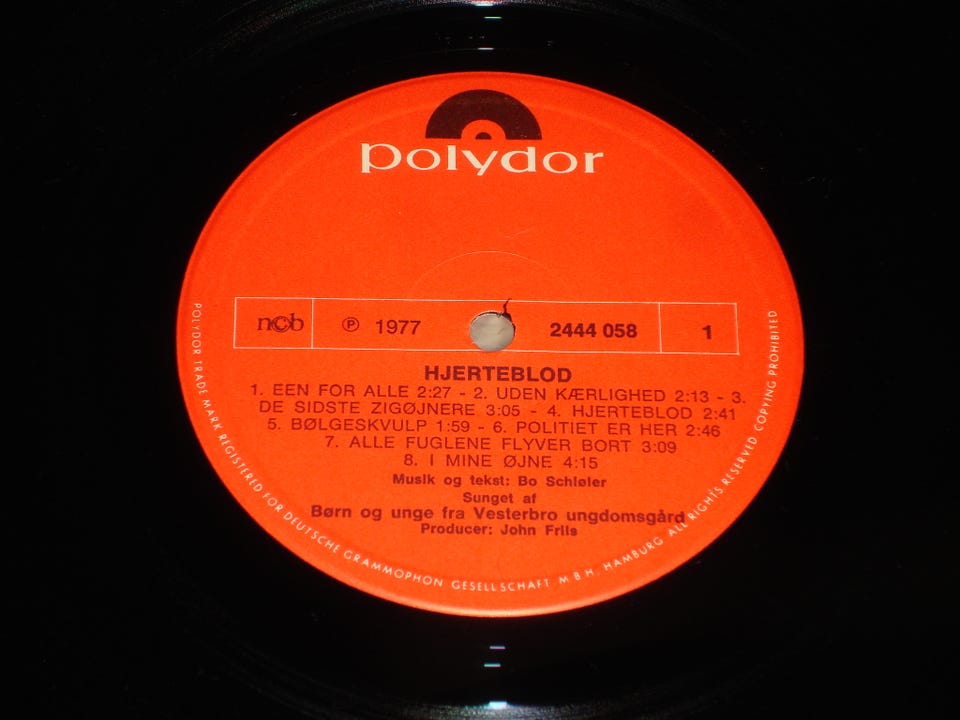 polydor
ncb ℗ 1977 2444 058 1
HJERTEBLOD
1. EEN FOR ALLE 2:27 - 2. UDEN KÆRLIGHED 2:13 - 3.
DE SIDSTE ZIGØJNERE 3:05 - 4. HJERTEBLOD 2:41
5. BØLGESKVULP 1:59 - 6. POLITIET ER HER 2:46
7. ALLE FUGLENE FLYVER BORT 3:09
8. I MINE ØJNE 4:15
Musik og tekst: Bo Schiøler
Sunget af
Børn og unge fra Vesterbro ungdomsgård
Producer: John Friis
POLYDOR TRADE MARK REGISTERED FOR DEUTSCHE GRAMMOPHON GESELLSCHAFT M.B.H. HAMBURG ALL RIGHTS RESERVED COPYING PROHIBITED